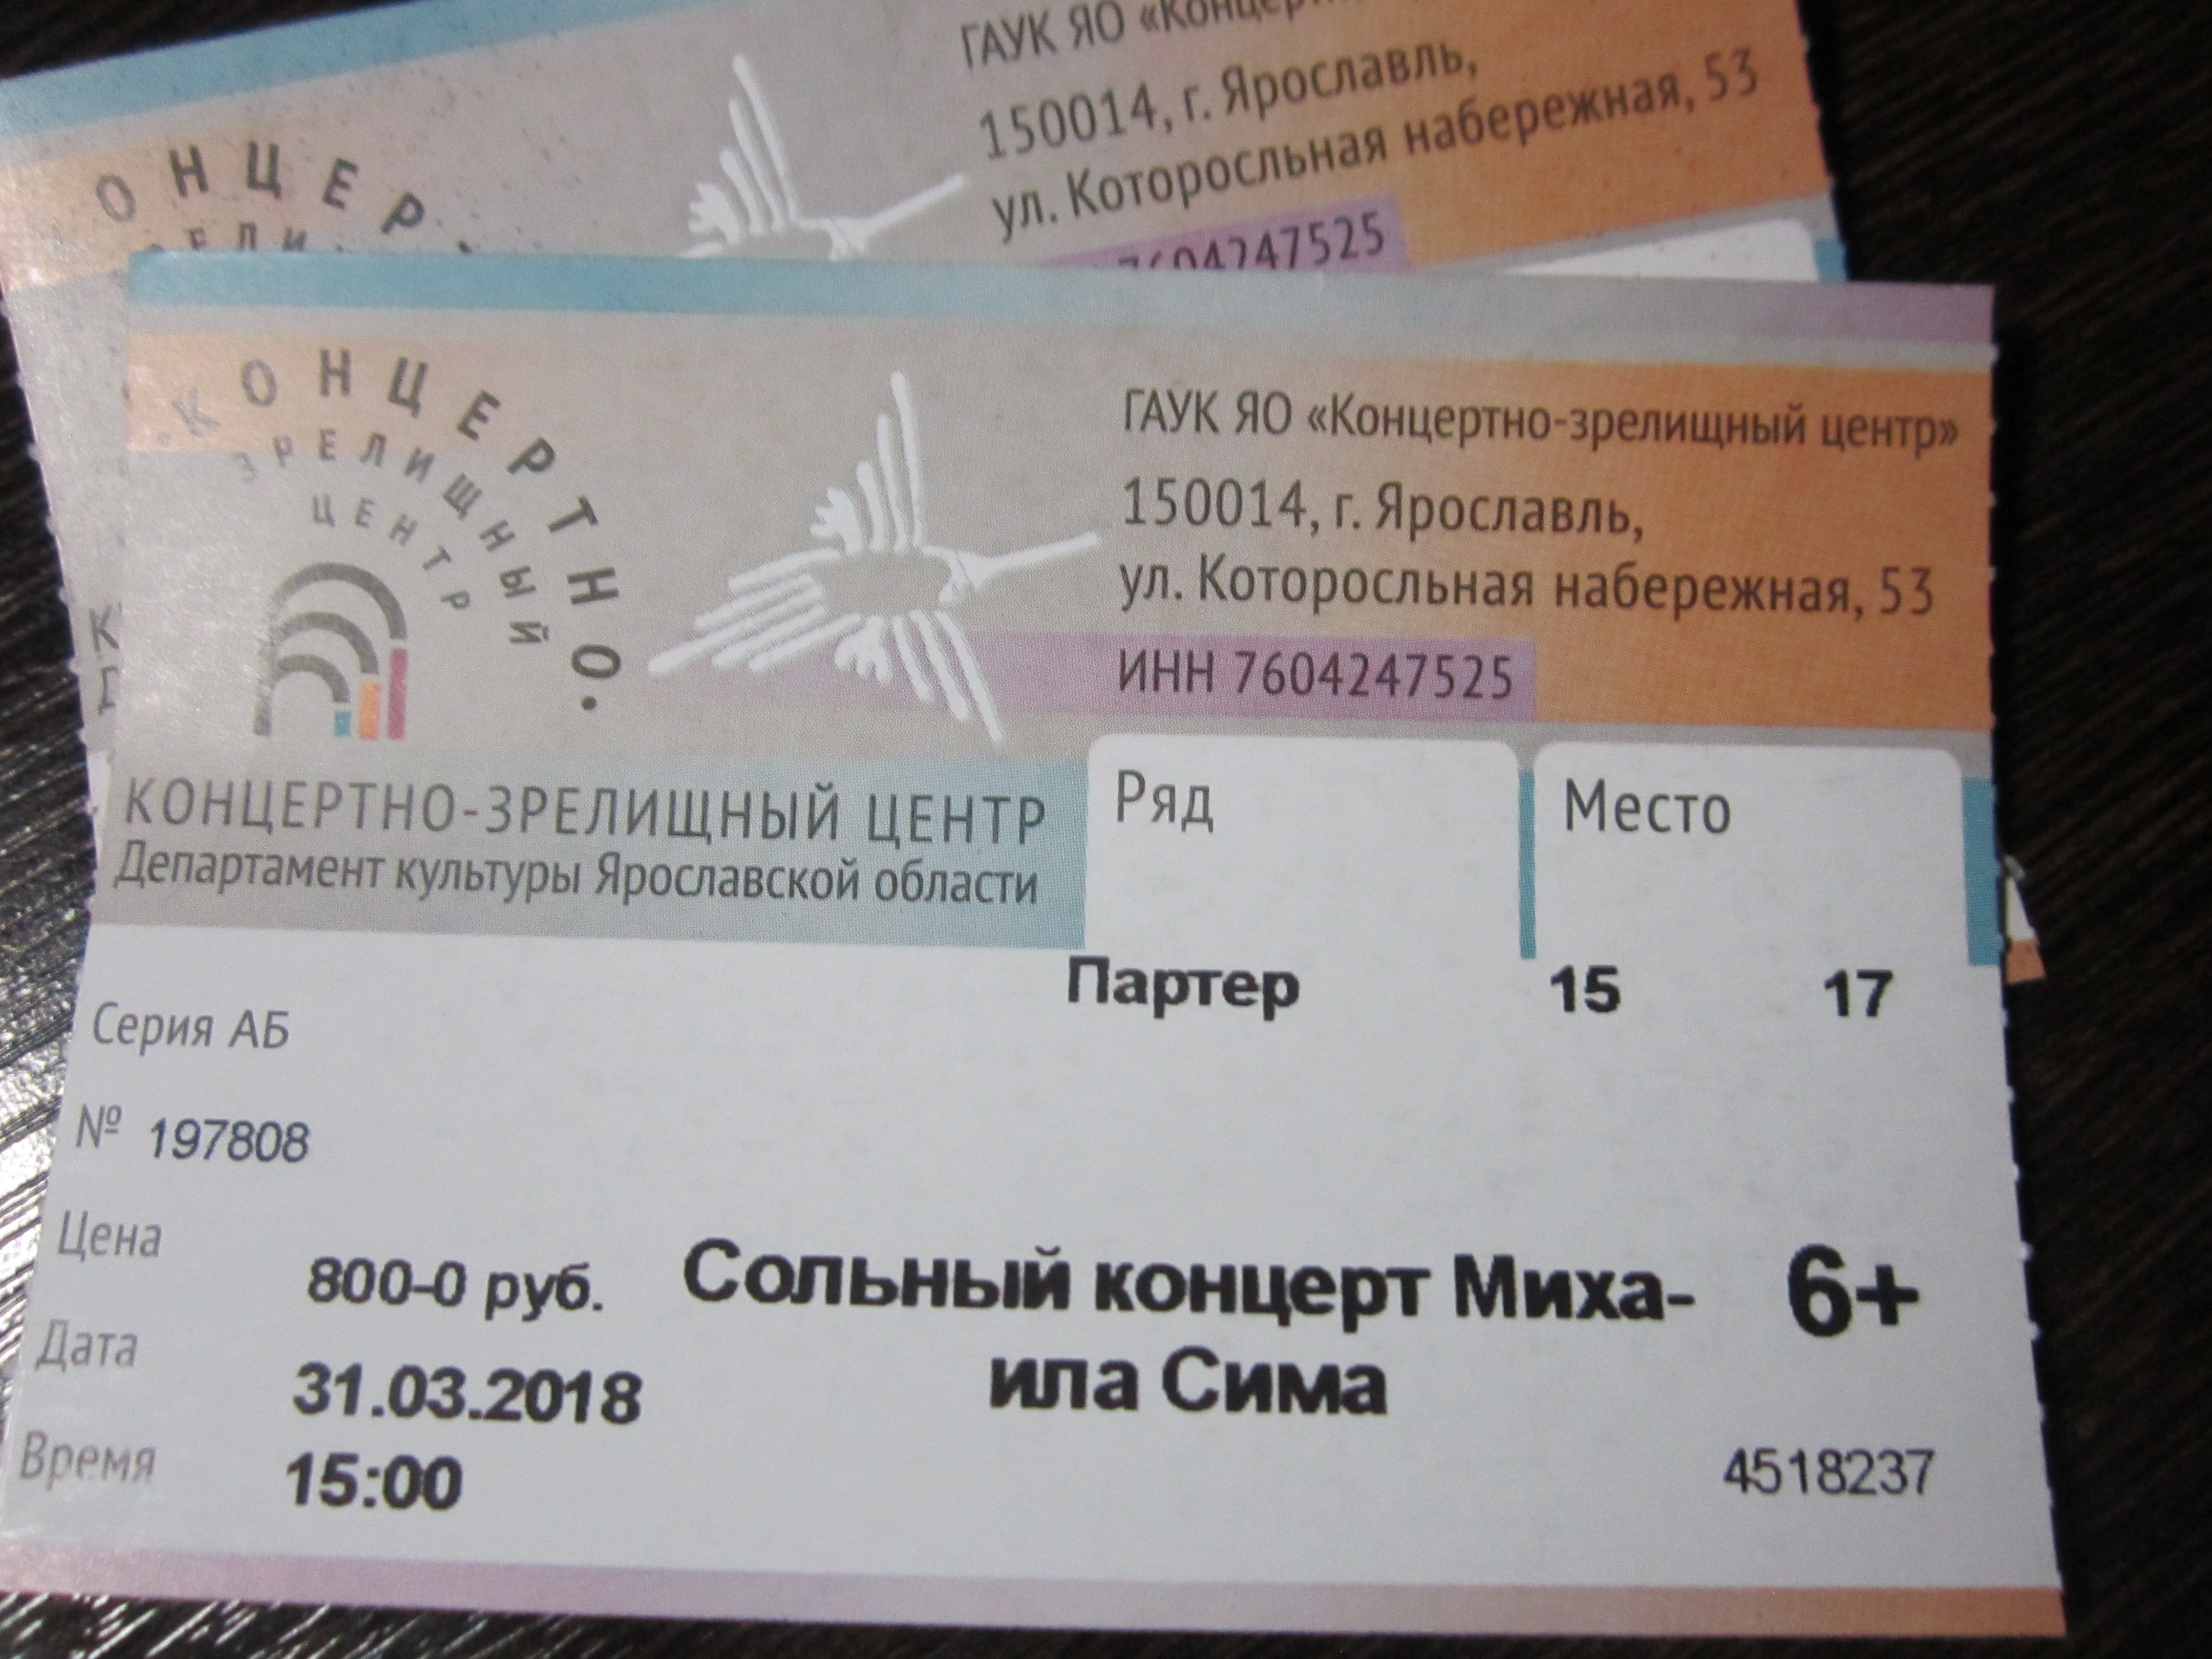 ГАУК ЯО
150014, г. Ярославль,
ул. Которосльная набережная, 53
ОНЦЕР
7604247525
КОНЦЕРТНО
ЗРЕЛИЩНЫЙ
ЦЕНТР
ГАУК ЯО «Концертно-зрелищный центр»
150014, г. Ярославль,
ул. Которосльная набережная, 53
ИНН 7604247525
КОНЦЕРТНО-ЗРЕЛИЩНЫЙ ЦЕНТР
Департамент культуры Ярославской области
Ряд Место
Партер 15 17
Серия АБ
№ 197808
Цена
800-0 руб.
Сольный концерт Миха-
ила Сима
6+
Дата
31.03.2018
Время
15:00
4518237